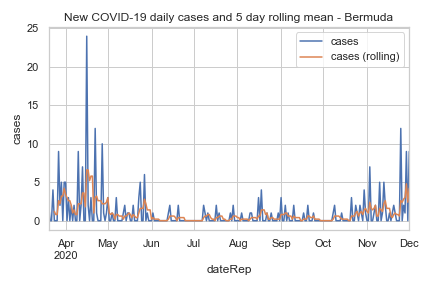 New COVID-19 daily cases and 5 day rolling mean - Bermuda
cases
cases (rolling)
25
20
15
10
5
0
cases
Apr May Jun Jul Aug Sep Oct Nov Dec
2020
dateRep